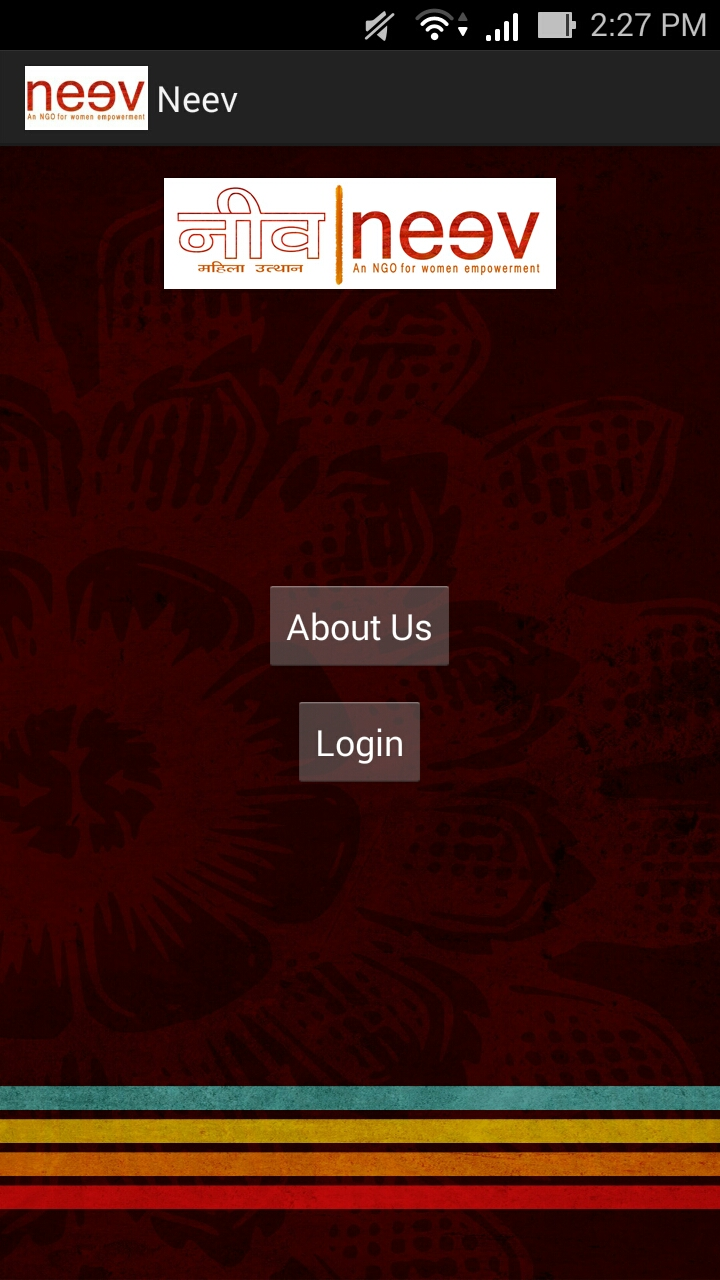 2:27 PM
neev
An NGO for women empowerment
Neev
नीव
महिला उत्थान
neev
An NGO for women empowerment
About Us
Login